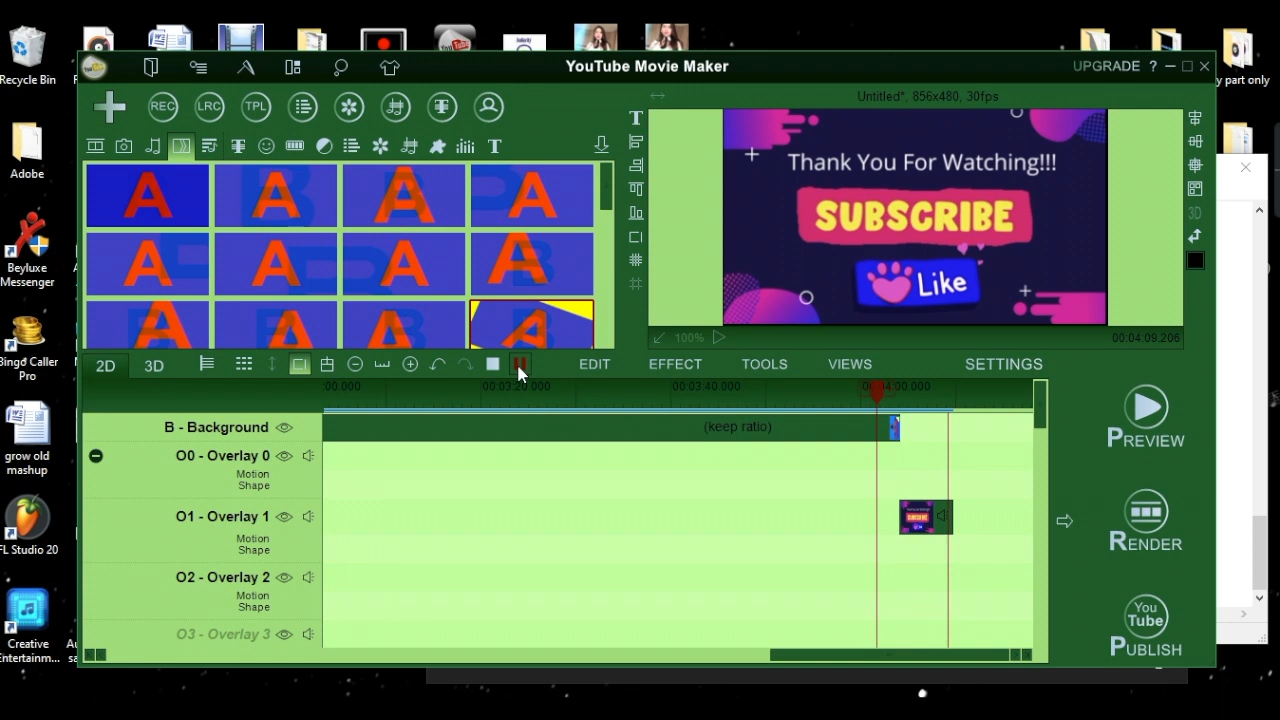 Recycle Bin
Adobe
Beyluxe
Messenger
Bingo Caller
Pro
grow old
mashup
FL Studio 20
Creative
Entertainm...
YouTube Movie Maker
UPGRADE ?
REC
LRC
TPL
T
Untitled*, 856x480, 30fps
T
3D
Thank You For Watching!!!
SUBSCRIBE
Like
100%
00:04:09.206
A A A A
A A A A
A A A A
2D
3D
EDIT
EFFECT
TOOLS
VIEWS
SETTINGS
:00.000
00:03:20.000
00:03:40.000
B - Background
(keep ratio)
O0 - Overlay 0
Motion
Shape
O1 - Overlay 1
Motion
Shape
O2 - Overlay 2
Motion
Shape
O3 - Overlay 3
PREVIEW
RENDER
You
Tube
PUBLISH
y part only